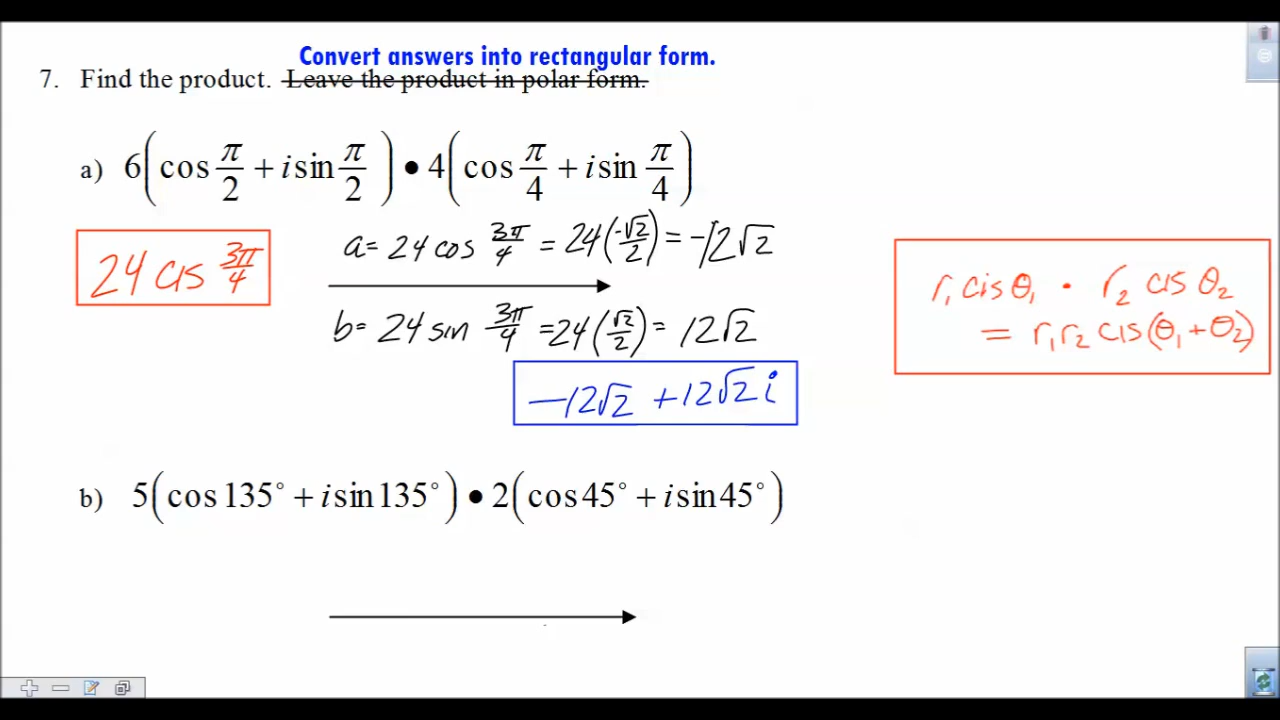 Convert answers into rectangular form.
7. Find the product. Leave the product in polar form.
a) 6(cos π/2 + i sin π/2) • 4(cos π/4 + i sin π/4)
a= 24 cos 3π/4 = 24(-√2/2) = -12√2
24 cis 3π/4
b= 24 sin 3π/4 = 24(√2/2) = 12√2
-12√2 + 12√2 i
r₁ cis θ₁ · r₂ cis θ₂
= r₁r₂ cis(θ₁ + θ₂)
b) 5(cos 135° + i sin 135°) • 2(cos 45° + i sin 45°)